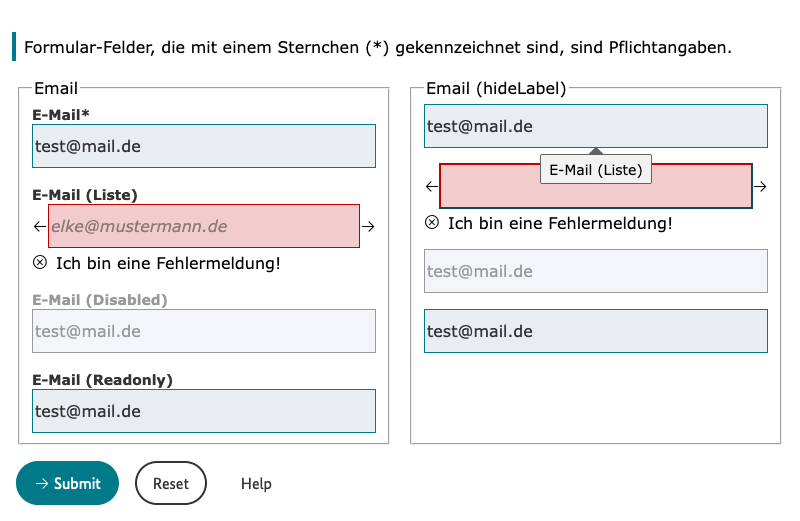 Formular-Felder, die mit einem Sternchen (*) gekennzeichnet sind, sind Pflichtangaben.
Email
E-Mail*
test@mail.de
E-Mail (Liste)
elke@mustermann.de
Ich bin eine Fehlermeldung!
E-Mail (Disabled)
test@mail.de
E-Mail (Readonly)
test@mail.de
Email (hideLabel)
test@mail.de
E-Mail (Liste)
Ich bin eine Fehlermeldung!
test@mail.de
test@mail.de
Submit
Reset
Help